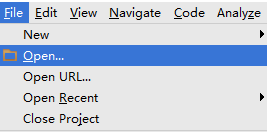 File Edit View Navigate Code Analyze
New
Open...
Open URL...
Open Recent
Close Project